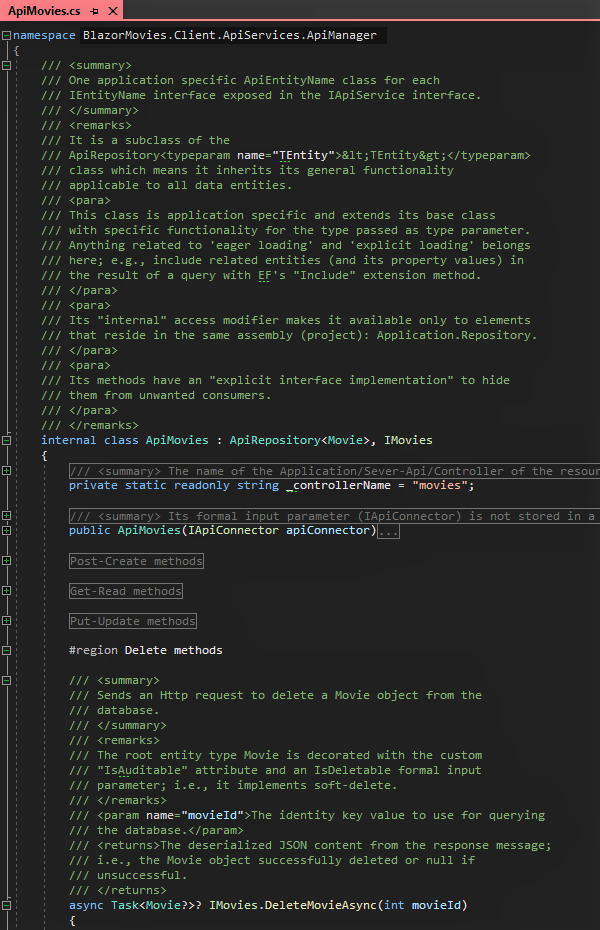 ApiMovies.cs
namespace BlazorMovies.Client.ApiServices.ApiManager
{
/// <summary>
/// One application specific ApiEntityName class for each
/// IEntityName interface exposed in the IApiService interface.
/// </summary>
/// <remarks>
/// It is a subclass of the
/// ApiRepository<typeparam name="TEntity">&lt;TEntity&gt;</typeparam>
/// class which means it inherits its general functionality
/// applicable to all data entities.
/// <para>
/// This class is application specific and extends its base class
/// with specific functionality for the type passed as type parameter.
/// Anything related to 'eager loading' and 'explicit loading' belongs
/// here; e.g., include related entities (and its property values) in
/// the result of a query with EF's "Include" extension method.
/// </para>
/// <para>
/// Its "internal" access modifier makes it available only to elements
/// that reside in the same assembly (project): Application.Repository.
/// </para>
/// <para>
/// Its methods have an "explicit interface implementation" to hide
/// them from unwanted consumers.
/// </para>
/// </remarks>
internal class ApiMovies : ApiRepository<Movie>, IMovies
{
/// <summary> The name of the Application/Sever-Api/Controller of the resour
private static readonly string _controllerName = "movies";
/// <summary> Its formal input parameter (IApiConnector) is not stored in a
public ApiMovies(IApiConnector apiConnector)...
Post-Create methods
Get-Read methods
Put-Update methods
#region Delete methods
/// <summary>
/// Sends an Http request to delete a Movie object from the
/// database.
/// </summary>
/// <remarks>
/// The root entity type Movie is decorated with the custom
/// "IsAuditable" attribute and an IsDeletable formal input
/// parameter; i.e., it implements soft-delete.
/// </remarks>
/// <param name="movieId">The identity key value to use for querying
/// the database.</param>
/// <returns>The deserialized JSON content from the response message;
/// i.e., the Movie object successfully deleted or null if
/// unsuccessful.
/// </returns>
async Task<Movie?>? IMovies.DeleteMovieAsync(int movieId)
{